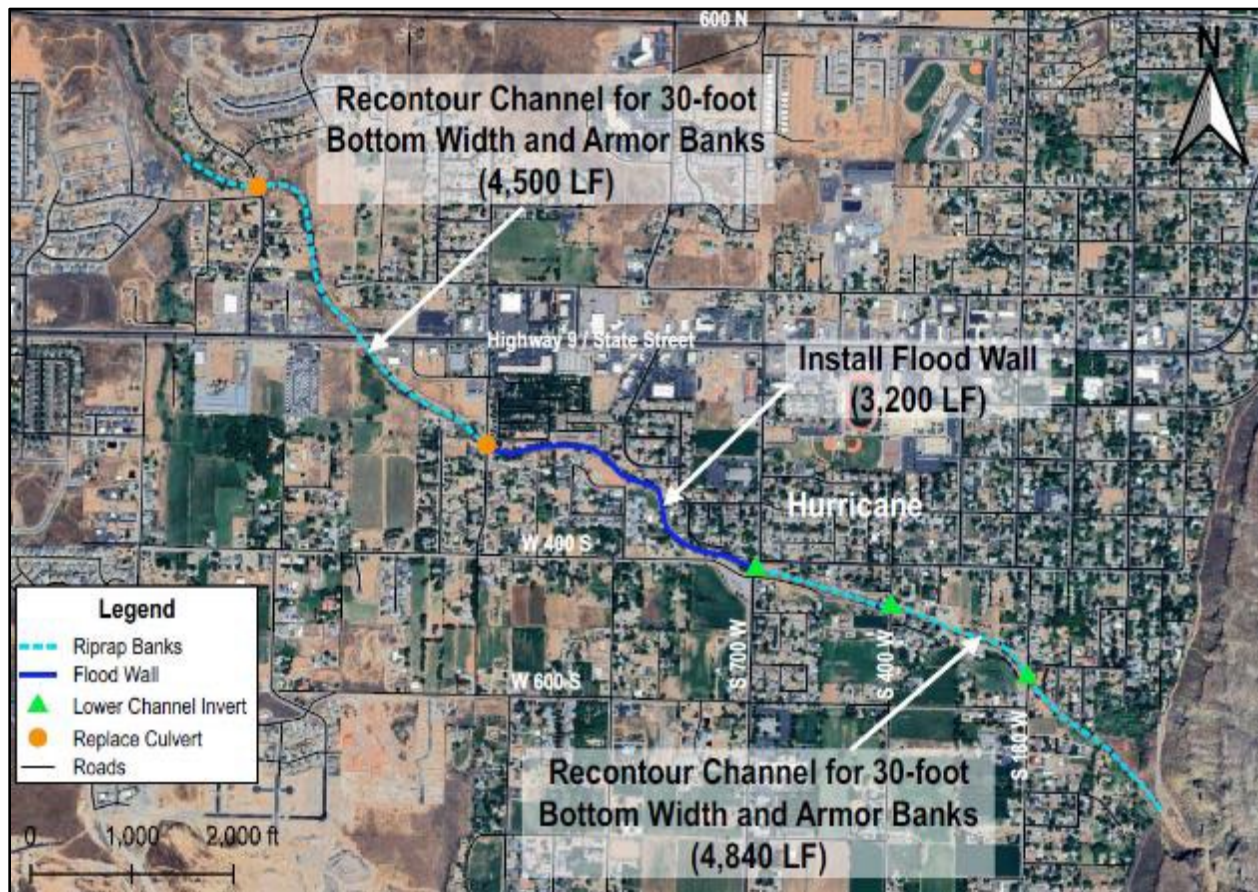 600 N
N
Recontour Channel for 30-foot
Bottom Width and Armor Banks
(4,500 LF)
Highway 9 / State Street
Install Flood Wall
(3,200 LF)
Hurricane
W 400 S
S 700 W
S 400 W
S 180 W
W 600 S
Legend
Riprap Banks
Flood Wall
Lower Channel Invert
Replace Culvert
Roads
Recontour Channel for 30-foot
Bottom Width and Armor Banks
(4,840 LF)
0 1,000 2,000 ft